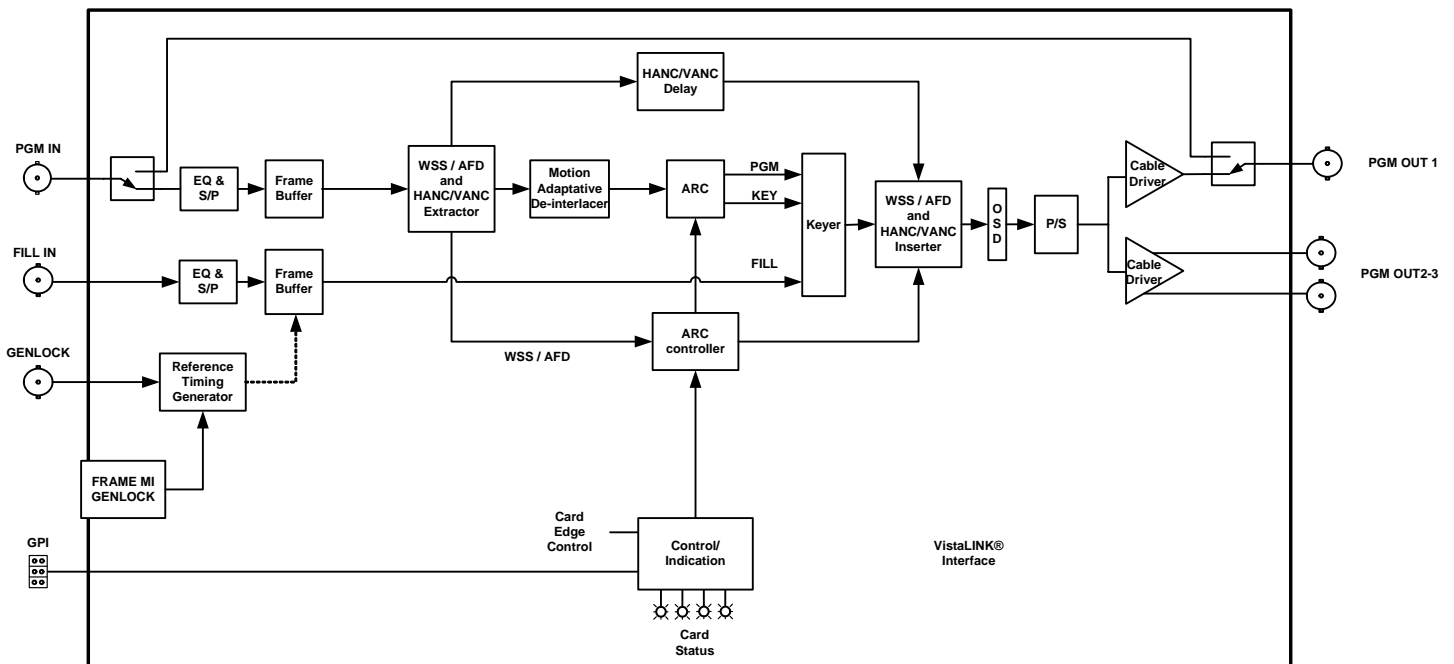 HANC/VANC
Delay
PGM IN
EQ &
S/P
Frame
Buffer
WSS / AFD
and
HANC/VANC
Extractor
Motion
Adaptative
De-interlacer
ARC
PGM
KEY
Keyer
WSS / AFD
and
HANC/VANC
Inserter
O
S
D
P/S
Cable
Driver
PGM OUT 1
FILL IN
EQ &
S/P
Frame
Buffer
FILL
Cable
Driver
PGM OUT2-3
GENLOCK
Reference
Timing
Generator
WSS / AFD
ARC
controller
FRAME MI
GENLOCK
GPI
Card
Edge
Control
Control/
Indication
VistaLINK®
Interface
Card
Status